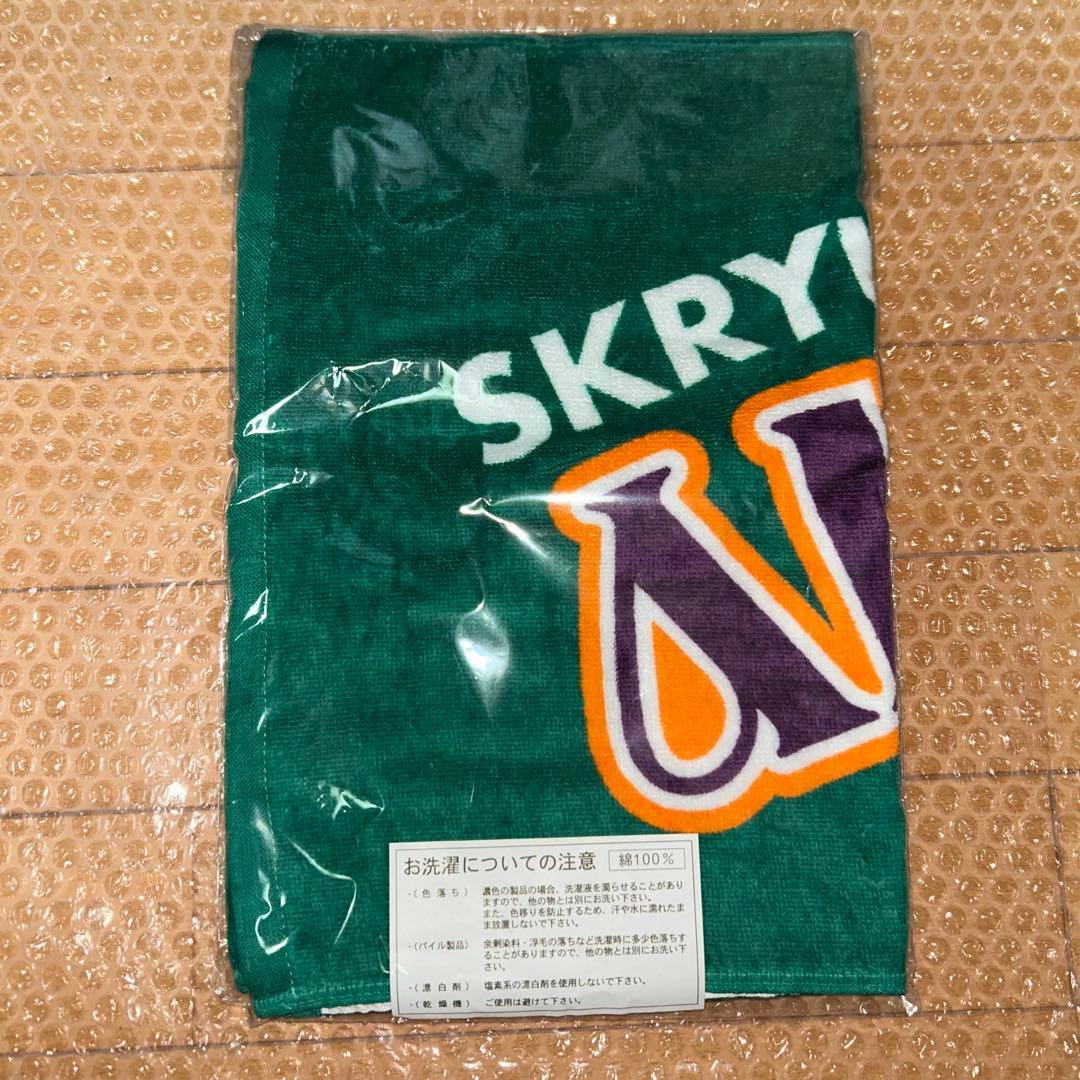 SKRYU
お洗濯についての注意 綿100%
・(色落ち) 濃色の製品の場合、洗濯液を濁らせることがあり
ますので、他の物とは別にお洗い下さい。
また、色移りを防止するため、汗や水に濡れたま
ま放置しないで下さい。
・(パイル製品) 余剰染料・浮毛の落ちなど洗濯時に多少色落ちす
ることがありますので、他の物とは別にお洗い下
さい。
・(漂白剤) 塩素系の漂白剤を使用しないで下さい。
・(乾燥機) ご使用は避けて下さい。